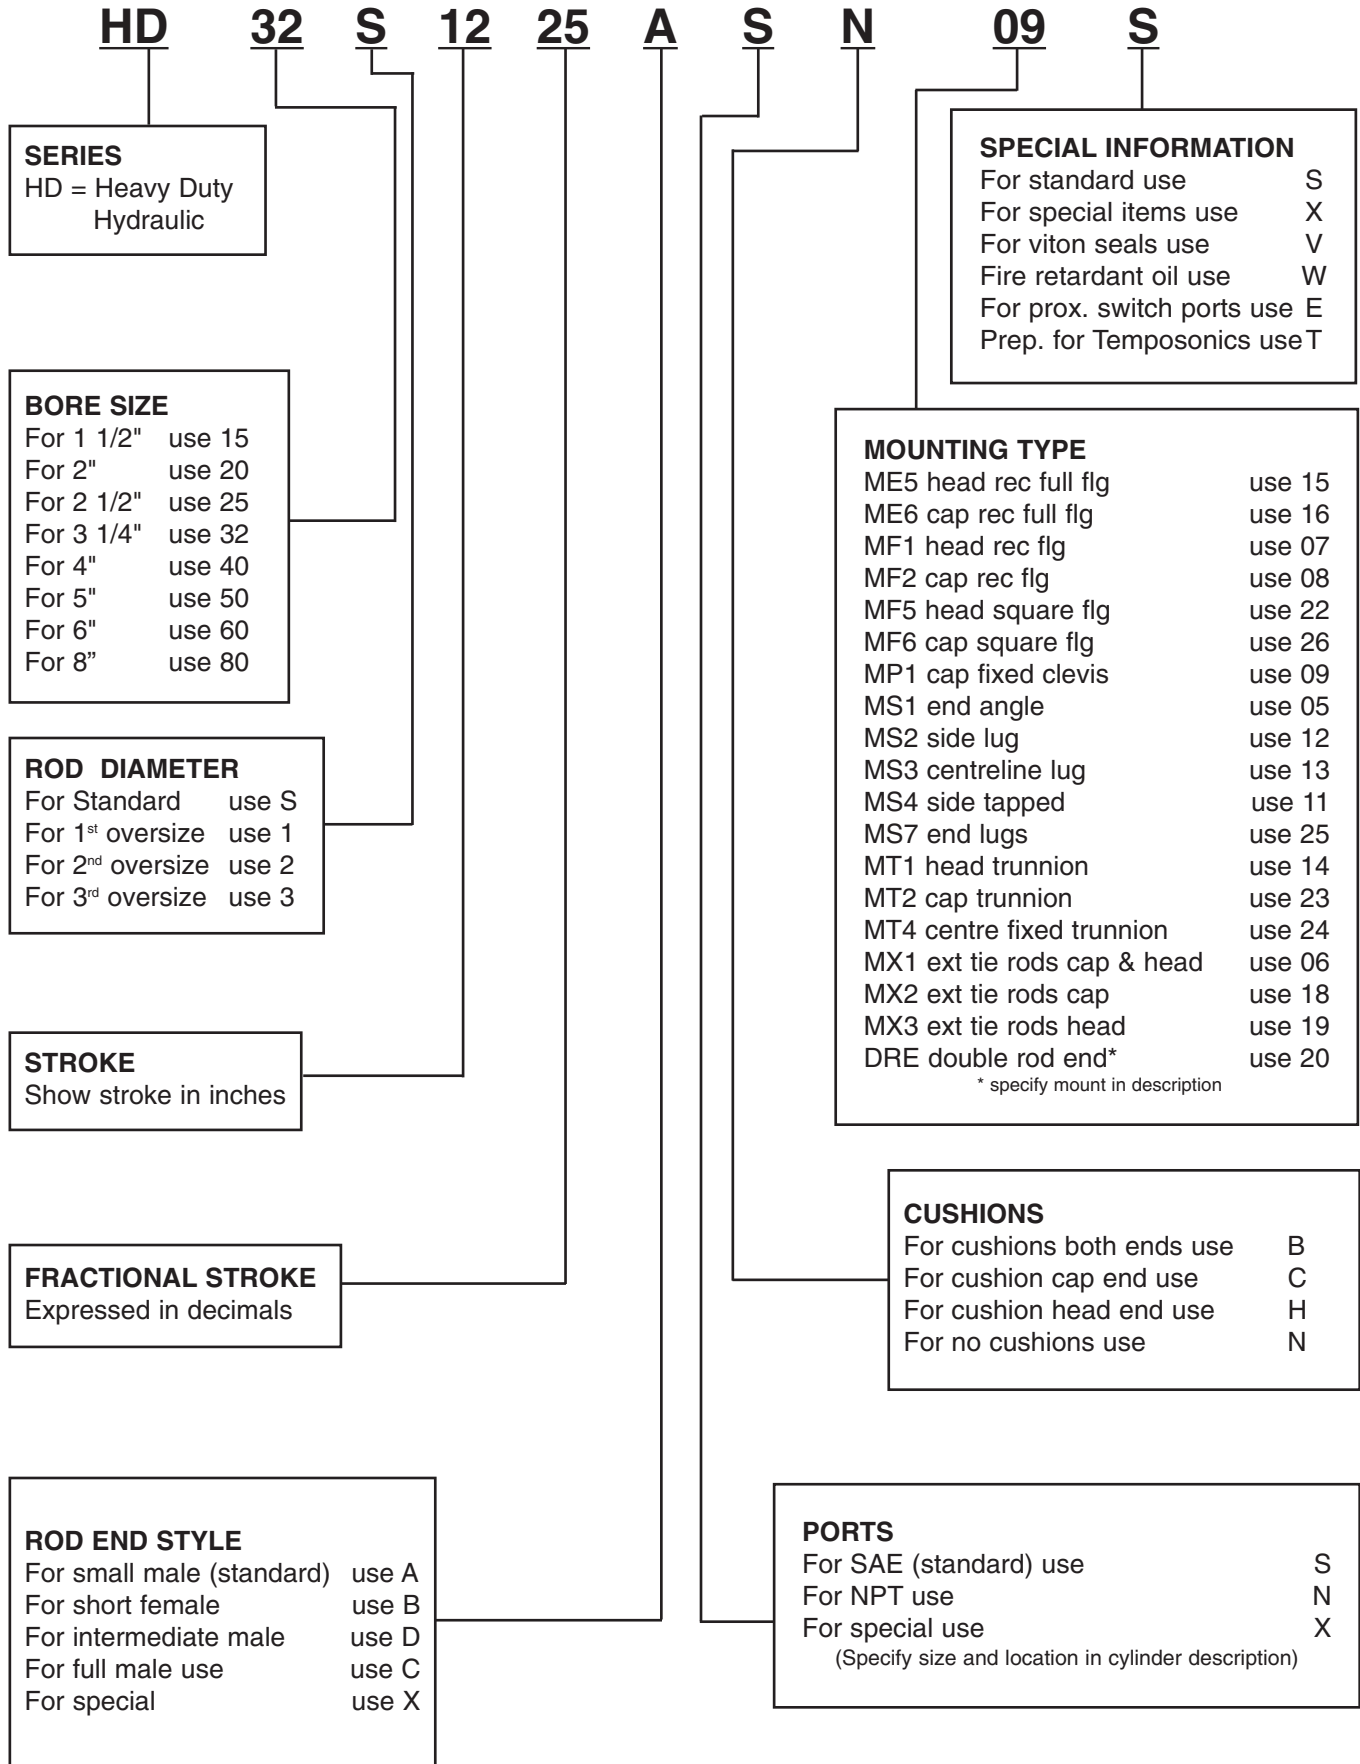 HD 32 S 12 25 A S N 09 S
SERIES
HD = Heavy Duty
Hydraulic
BORE SIZE
For 1 1/2" use 15
For 2" use 20
For 2 1/2" use 25
For 3 1/4" use 32
For 4" use 40
For 5" use 50
For 6" use 60
For 8” use 80
ROD DIAMETER
For Standard use S
For 1st oversize use 1
For 2nd oversize use 2
For 3rd oversize use 3
STROKE
Show stroke in inches
FRACTIONAL STROKE
Expressed in decimals
ROD END STYLE
For small male (standard) use A
For short female use B
For intermediate male use D
For full male use use C
For special use X
SPECIAL INFORMATION
For standard use S
For special items use X
For viton seals use V
Fire retardant oil use W
For prox. switch ports use E
Prep. for Temposonics use T
MOUNTING TYPE
ME5 head rec full flg use 15
ME6 cap rec full flg use 16
MF1 head rec flg use 07
MF2 cap rec flg use 08
MF5 head square flg use 22
MF6 cap square flg use 26
MP1 cap fixed clevis use 09
MS1 end angle use 05
MS2 side lug use 12
MS3 centreline lug use 13
MS4 side tapped use 11
MS7 end lugs use 25
MT1 head trunnion use 14
MT2 cap trunnion use 23
MT4 centre fixed trunnion use 24
MX1 ext tie rods cap & head use 06
MX2 ext tie rods cap use 18
MX3 ext tie rods head use 19
DRE double rod end* use 20
* specify mount in description
CUSHIONS
For cushions both ends use B
For cushion cap end use C
For cushion head end use H
For no cushions use N
PORTS
For SAE (standard) use S
For NPT use N
For special use X
(Specify size and location in cylinder description)